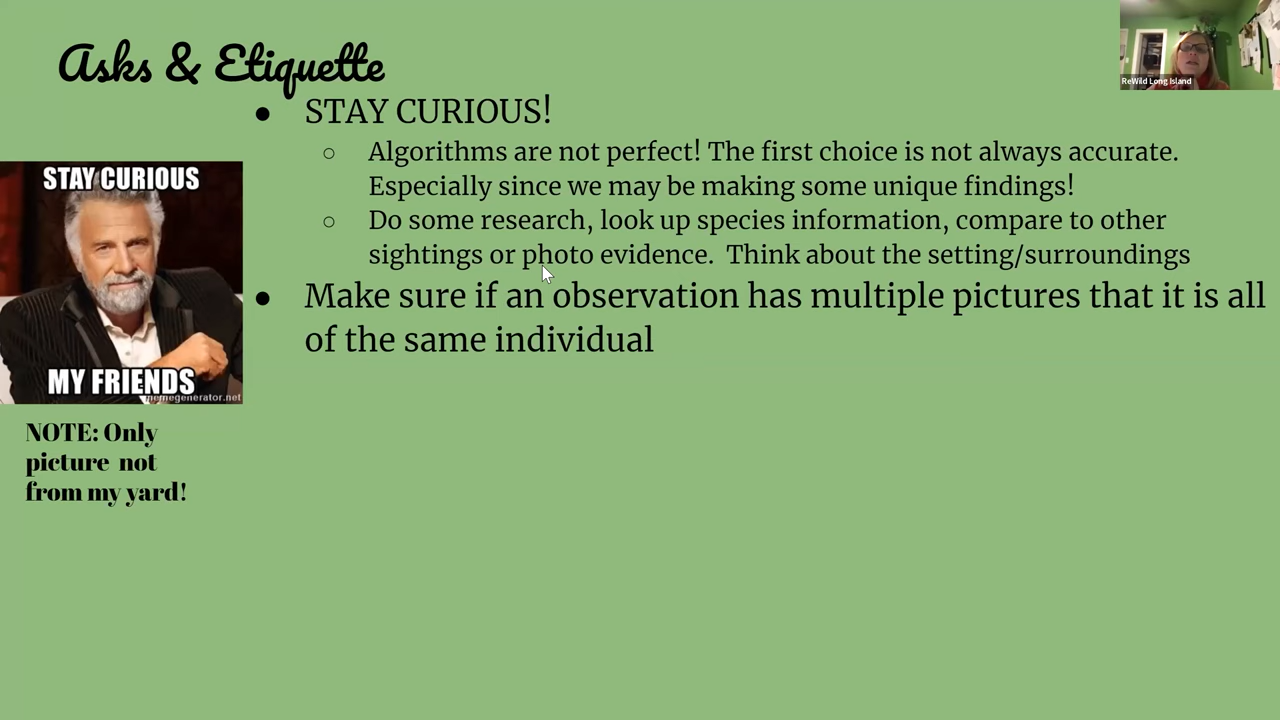 Asks & Etiquette
ReWild Long Island
● STAY CURIOUS!
○ Algorithms are not perfect! The first choice is not always accurate.
Especially since we may be making some unique findings!
○ Do some research, look up species information, compare to other
sightings or photo evidence. Think about the setting/surroundings
● Make sure if an observation has multiple pictures that it is all
of the same individual
STAY CURIOUS
MY FRIENDS
memegenerator.net
NOTE: Only
picture not
from my yard!